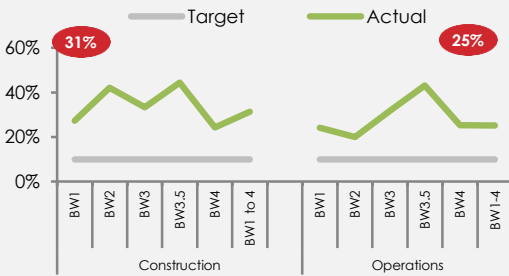 Target Actual
31% 25%
60%
40%
20%
0%
BW1 BW2 BW3 BW3.5 BW4 BW1 to 4 BW1 BW2 BW3 BW3.5 BW4 BW1-4
Construction Operations